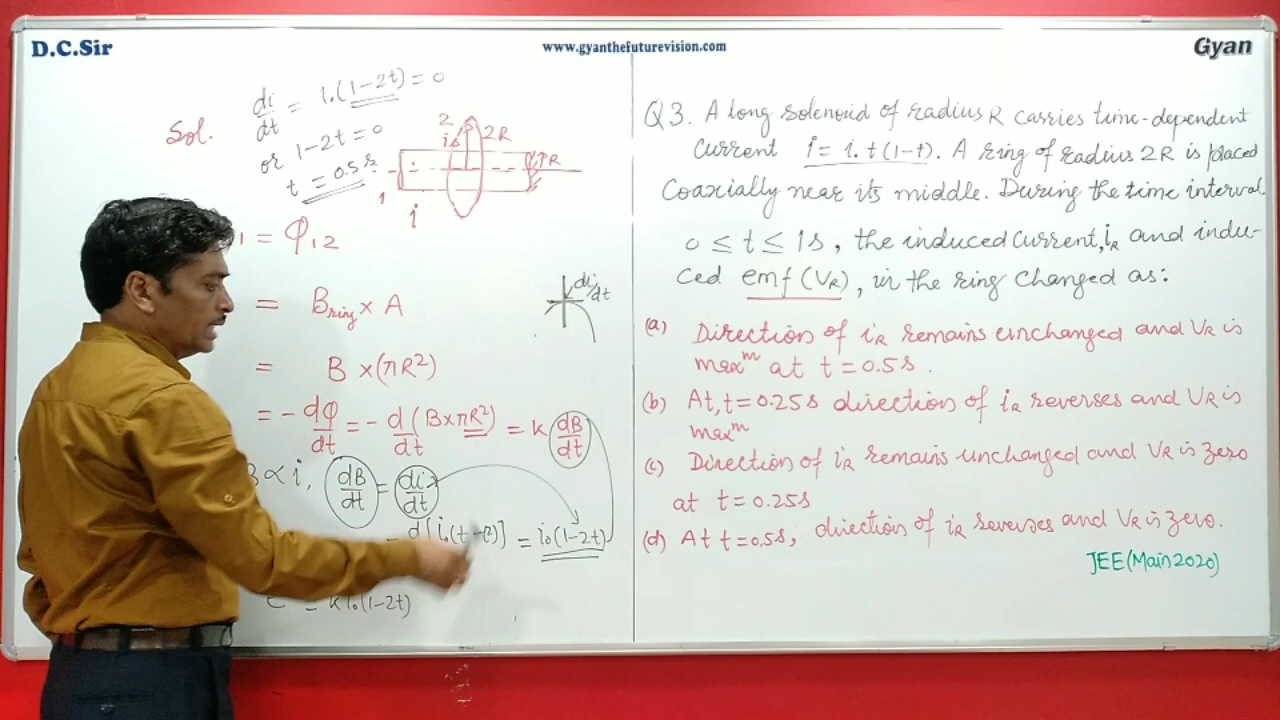 D.C.Sir
www.gyanthefuturevision.com
Gyan
Sol.
di/dt = i₀(1-2t) = 0
or 1-2t = 0
t = 0.5s
2
iR
2R
R
1
i
1 = φ12
= Bring × A
= B × (πR²)
= - dφ/dt = - d/dt (B×πR²) = k dB/dt
di/dt
B ∝ i, dB/dt = di/dt
= i₀(1-2t)
e = k i₀(1-2t)
Q3. A long solenoid of radius R carries time-dependent
Current i = i₀ t(1-t). A ring of radius 2R is placed
Coaxially near its middle. During the time interval
0 ≤ t ≤ 1s, the induced Current, iR and indu-
ced emf (VR), in the ring changed as:
(a) Direction of iR remains unchanged and VR is
maxᵐ at t = 0.5s.
(b) At, t = 0.25s direction of iR reverses and VR is
maxᵐ
(c) Direction of iR remains unchanged and VR is zero
at t = 0.25s
(d) At t = 0.5s, direction of iR reverses and VR is zero.
JEE (Main 2020)